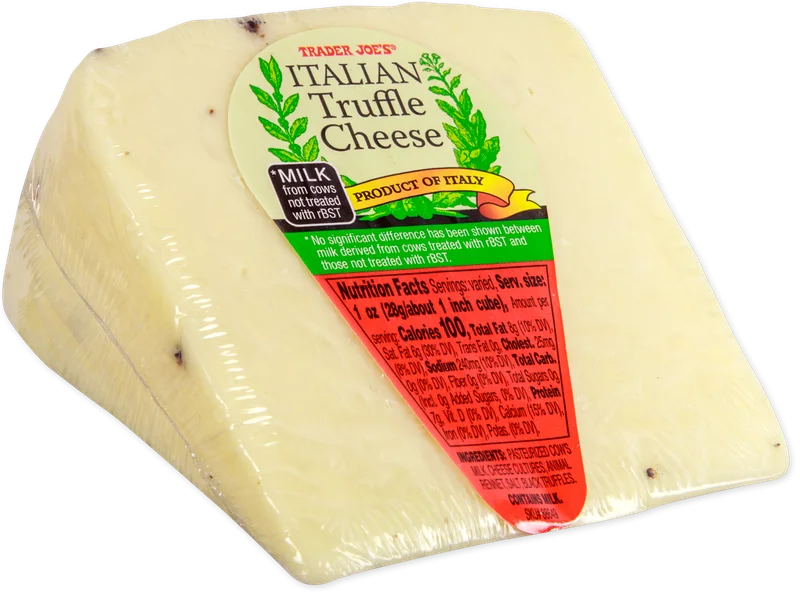 TRADER JOE'S®
ITALIAN
Truffle
Cheese
*MILK
from cows
not treated
with rBST
PRODUCT OF ITALY
* No significant difference has been shown between
milk derived from cows treated with rBST and
those not treated with rBST.
Nutrition Facts Servings: varied, Serv. size:
1 oz (28g/about 1 inch cube), Amount per
serving: Calories 100, Total Fat 8g (10% DV),
Sat. Fat 6g (30% DV), Trans Fat 0g, Cholest. 25mg
(8% DV), Sodium 240mg (10% DV), Total Carb.
0g (0% DV), Fiber 0g (0% DV), Total Sugars 0g
(Incl. 0g Added Sugars, 0% DV), Protein
7g, Vit. D (0% DV), Calcium (15% DV),
Iron (0% DV), Potas. (0% DV).
INGREDIENTS: PASTEURIZED COW'S
MILK, CHEESE CULTURES, ANIMAL
RENNET, SALT, BLACK TRUFFLES.
CONTAINS MILK.
SKU#